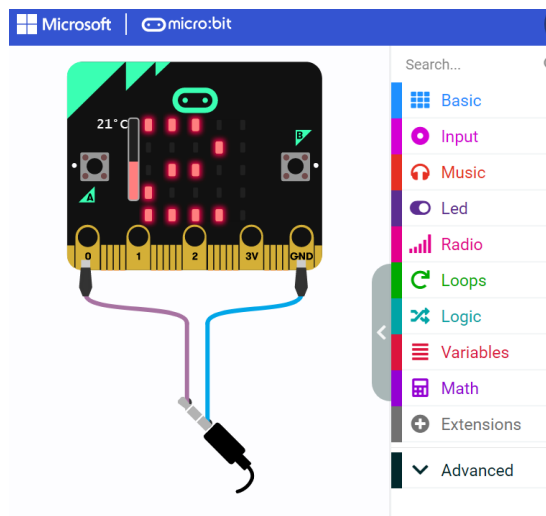 Microsoft micro:bit
Search...
Basic
21°C
B
Input
Music
A
Led
Radio
0 1 2 3V GND
Loops
Logic
Variables
Math
Extensions
Advanced